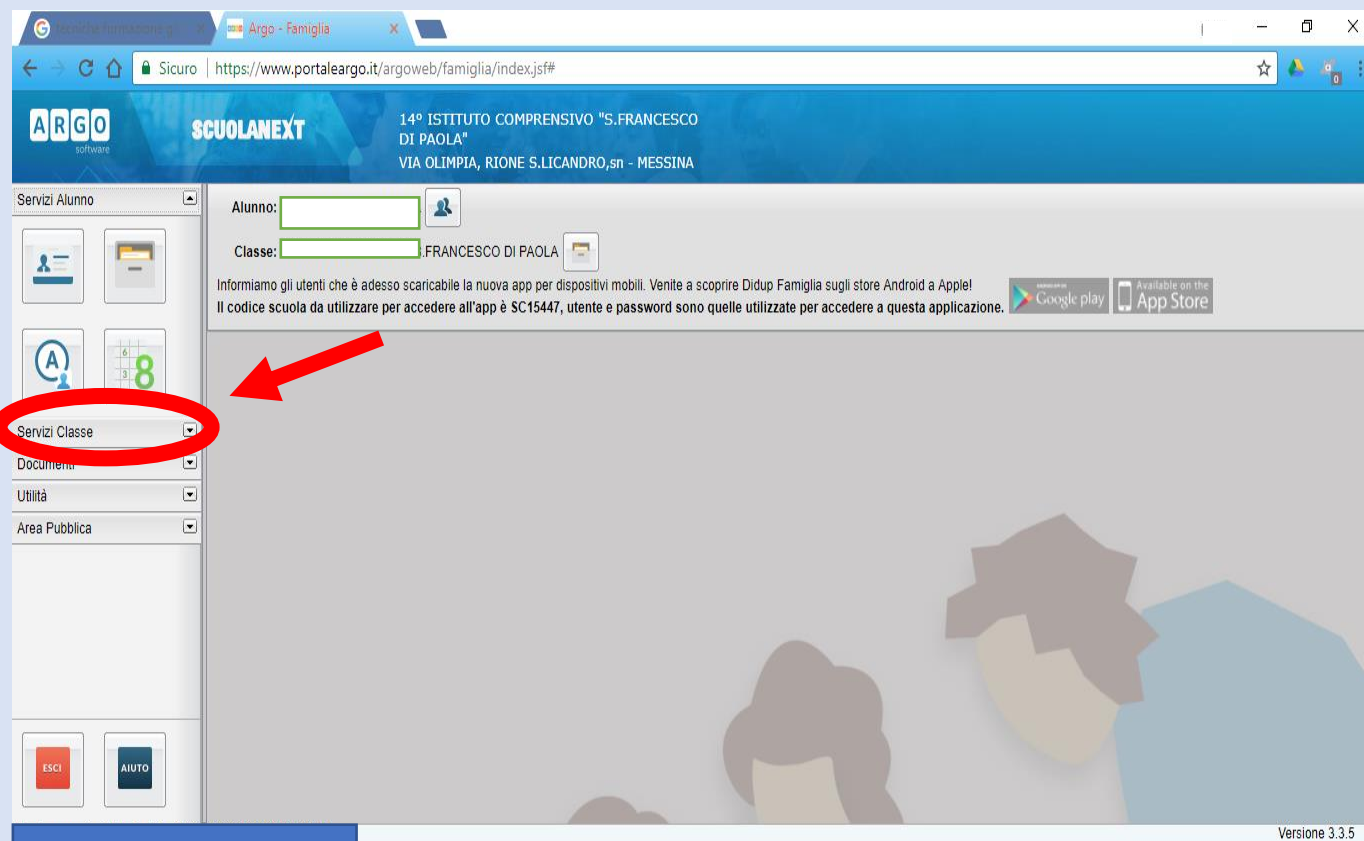 Argo - Famiglia
Sicuro https://www.portaleargo.it/argoweb/famiglia/index.jsf#
ARGO
software
SCUOLANEXT
14° ISTITUTO COMPRENSIVO "S.FRANCESCO
DI PAOLA"
VIA OLIMPIA, RIONE S.LICANDRO,sn - MESSINA
Servizi Alunno
Alunno:
Classe: .FRANCESCO DI PAOLA
Informiamo gli utenti che è adesso scaricabile la nuova app per dispositivi mobili. Venite a scoprire Didup Famiglia sugli store Android a Apple!
Il codice scuola da utilizzare per accedere all'app è SC15447, utente e password sono quelle utilizzate per accedere a questa applicazione.
Google play
Available on the
App Store
A
6
3 8
Servizi Classe
Documenti
Utilità
Area Pubblica
ESCI
AIUTO
0
Versione 3.3.5